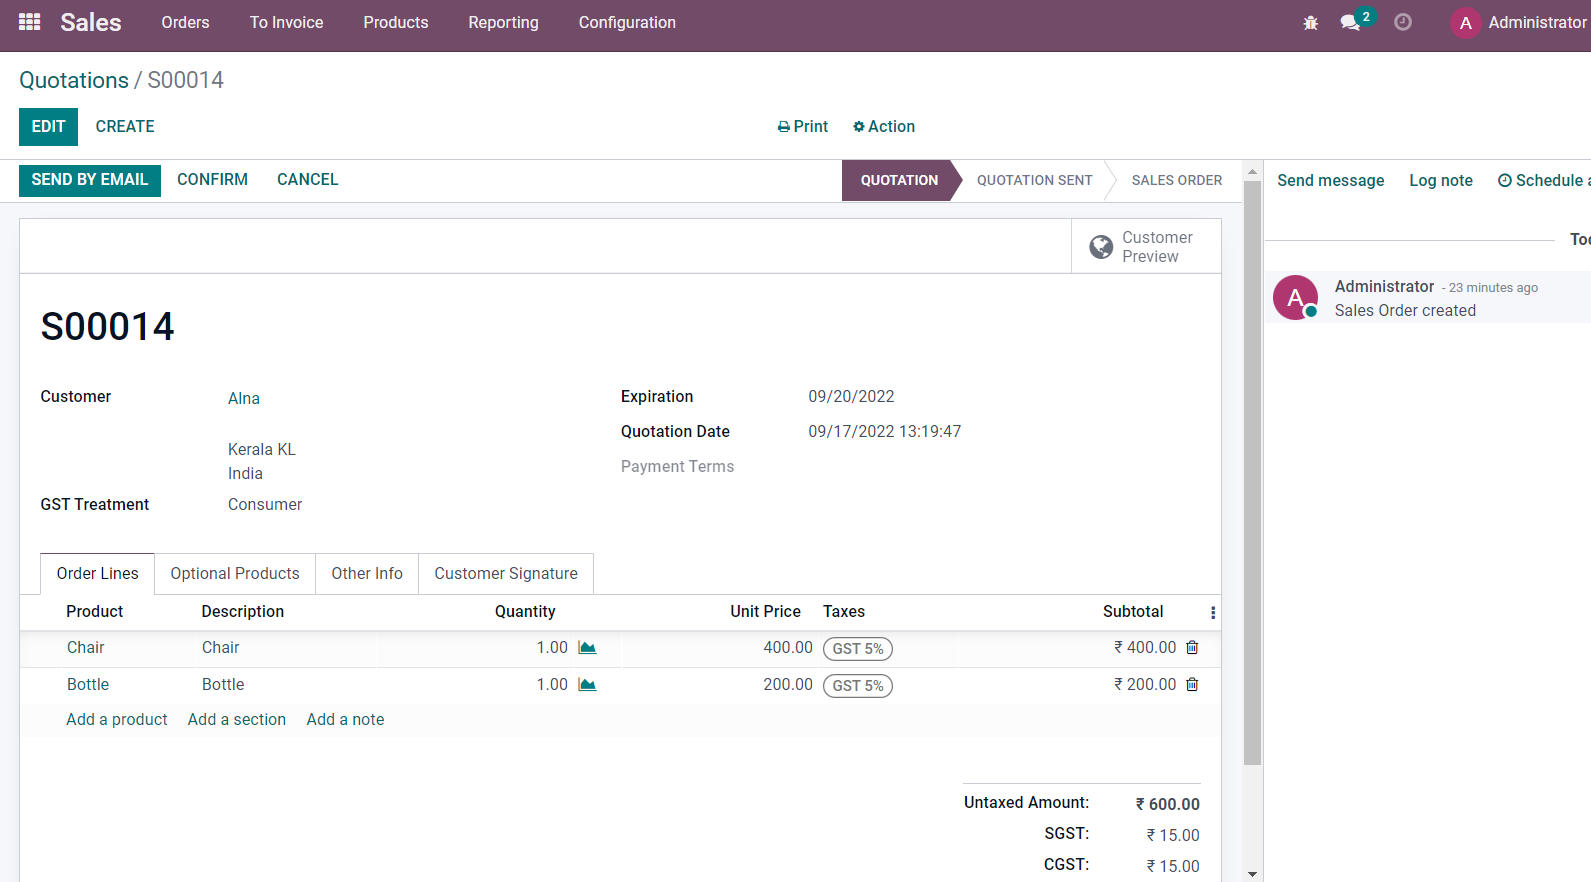 Sales Orders To Invoice Products Reporting Configuration 2 A Administrator
Quotations / S00014
EDIT CREATE Print Action
SEND BY EMAIL CONFIRM CANCEL QUOTATION QUOTATION SENT SALES ORDER
Send message Log note Schedule a
Customer
Preview
S00014
Customer Alna
Kerala KL
India
GST Treatment Consumer
Expiration 09/20/2022
Quotation Date 09/17/2022 13:19:47
Payment Terms
Order Lines Optional Products Other Info Customer Signature
Product Description Quantity Unit Price Taxes Subtotal
Chair Chair 1.00 400.00 GST 5% ₹ 400.00
Bottle Bottle 1.00 200.00 GST 5% ₹ 200.00
Add a product Add a section Add a note
Untaxed Amount: ₹ 600.00
SGST: ₹ 15.00
CGST: ₹ 15.00
Too
A Administrator - 23 minutes ago
Sales Order created